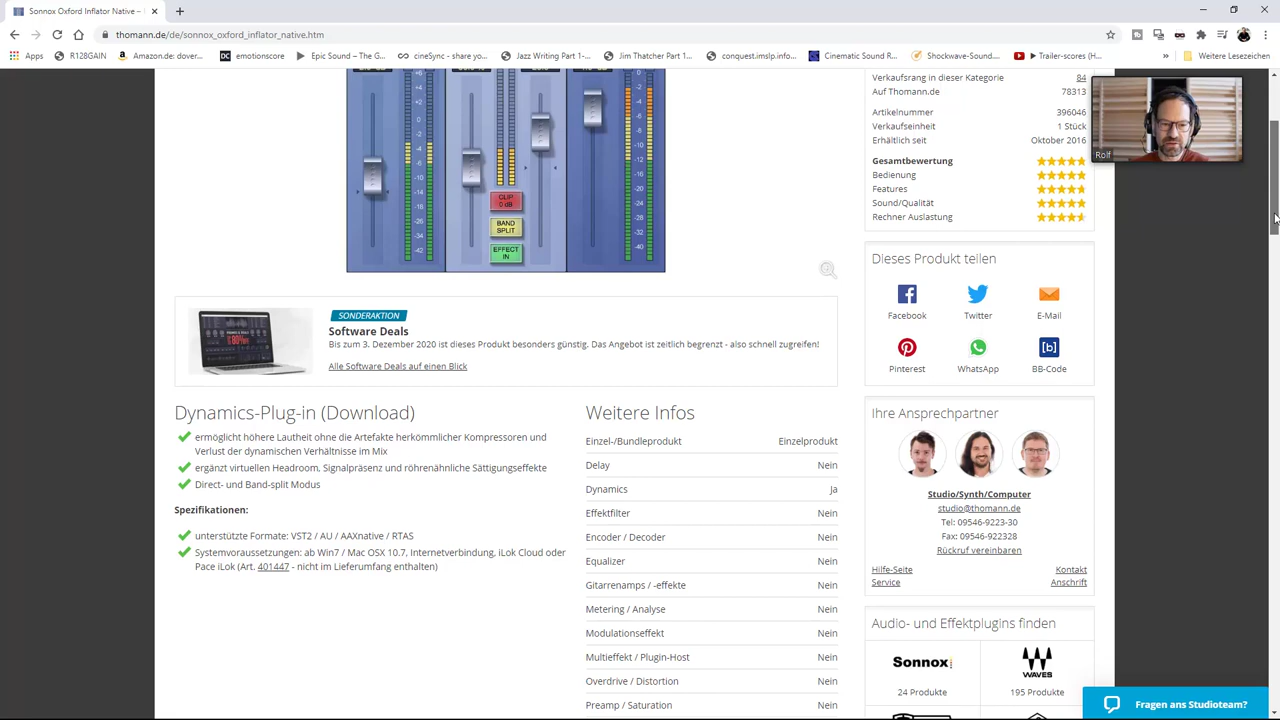 Sonnox Oxford Inflator Native –
thomann.de/de/sonnox_oxford_inflator_native.htm
Apps
R128GAIN
Amazon.de: dover...
emotionscore
Epic Sound – The G...
cineSync - share yo...
Jazz Writing Part 1-...
Jim Thatcher Part 1...
conquest.imslp.info/...
Cinematic Sound R...
Shockwave-Sound....
Trailer-scores (H...
»
Weitere Lesezeichen
CLIP
0 dB
BAND
SPLIT
EFFECT
IN
SONDERAKTION
Software Deals
Bis zum 3. Dezember 2020 ist dieses Produkt besonders günstig. Das Angebot ist zeitlich begrenzt - also schnell zugreifen!
Alle Software Deals auf einen Blick
Dynamics-Plug-in (Download)
ermöglicht höhere Lautheit ohne die Artefakte herkömmlicher Kompressoren und
Verlust der dynamischen Verhältnisse im Mix
ergänzt virtuellen Headroom, Signalpräsenz und röhrenähnliche Sättigungseffekte
Direct- und Band-split Modus
Spezifikationen:
unterstützte Formate: VST2 / AU / AAXnative / RTAS
Systemvoraussetzungen: ab Win7 / Mac OSX 10.7, Internetverbindung, iLok Cloud oder
Pace iLok (Art. 401447 - nicht im Lieferumfang enthalten)
Weitere Infos
Einzel-/Bundleprodukt Einzelprodukt
Delay Nein
Dynamics Ja
Effektfilter Nein
Encoder / Decoder Nein
Equalizer Nein
Gitarrenamps / -effekte Nein
Metering / Analyse Nein
Modulationseffekt Nein
Multieffekt / Plugin-Host Nein
Overdrive / Distortion Nein
Preamp / Saturation Nein
Verkaufsrang in dieser Kategorie 84
Auf Thomann.de 78313
Artikelnummer 396046
Verkaufseinheit 1 Stück
Erhältlich seit Oktober 2016
Gesamtbewertung
Bedienung
Features
Sound/Qualität
Rechner Auslastung
Rolf
Dieses Produkt teilen
Facebook Twitter E-Mail
Pinterest WhatsApp BB-Code
Ihre Ansprechpartner
Studio/Synth/Computer
studio@thomann.de
Tel: 09546-9223-30
Fax: 09546-922328
Rückruf vereinbaren
Hilfe-Seite Kontakt
Service Anschrift
Audio- und Effektplugins finden
Sonnox WAVES
24 Produkte 195 Produkte
Fragen ans Studioteam?